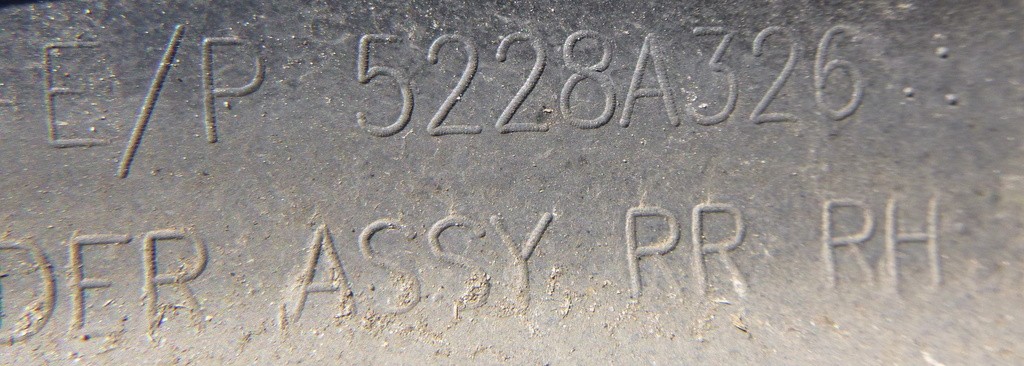 E/P 5228A326
DER ASSY RR RH